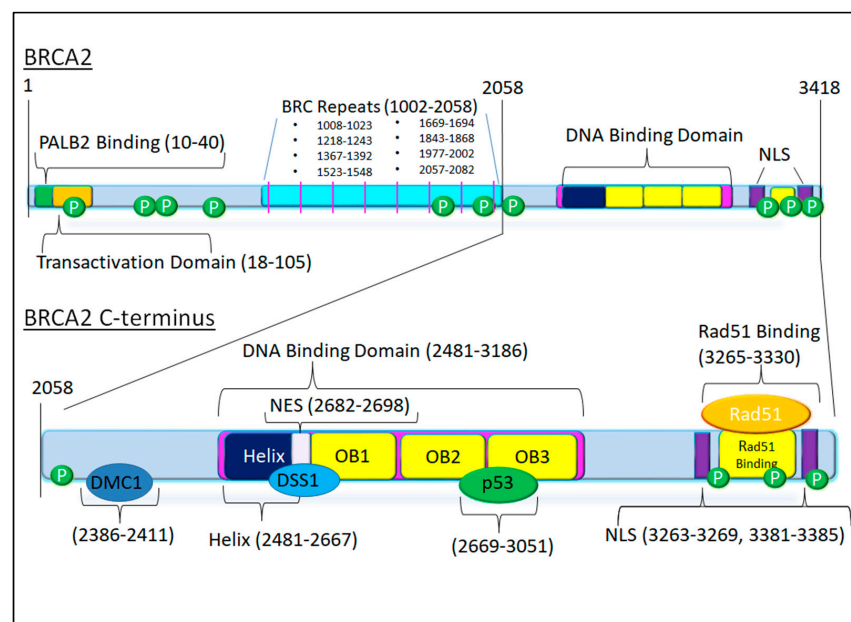 BRCA2
1
2058
3418
BRC Repeats (1002-2058)
• 1008-1023
• 1218-1243
• 1367-1392
• 1523-1548
• 1669-1694
• 1843-1868
• 1977-2002
• 2057-2082
PALB2 Binding (10-40)
DNA Binding Domain
NLS
P
P
P
P
P
P
P
P
P
P
Transactivation Domain (18-105)
BRCA2 C-terminus
2058
DNA Binding Domain (2481-3186)
Rad51 Binding
(3265-3330)
NES (2682-2698)
Rad51
Helix
OB1
OB2
OB3
Rad51
Binding
P
DMC1
DSS1
p53
P
P
P
(2386-2411)
Helix (2481-2667)
(2669-3051)
NLS (3263-3269, 3381-3385)